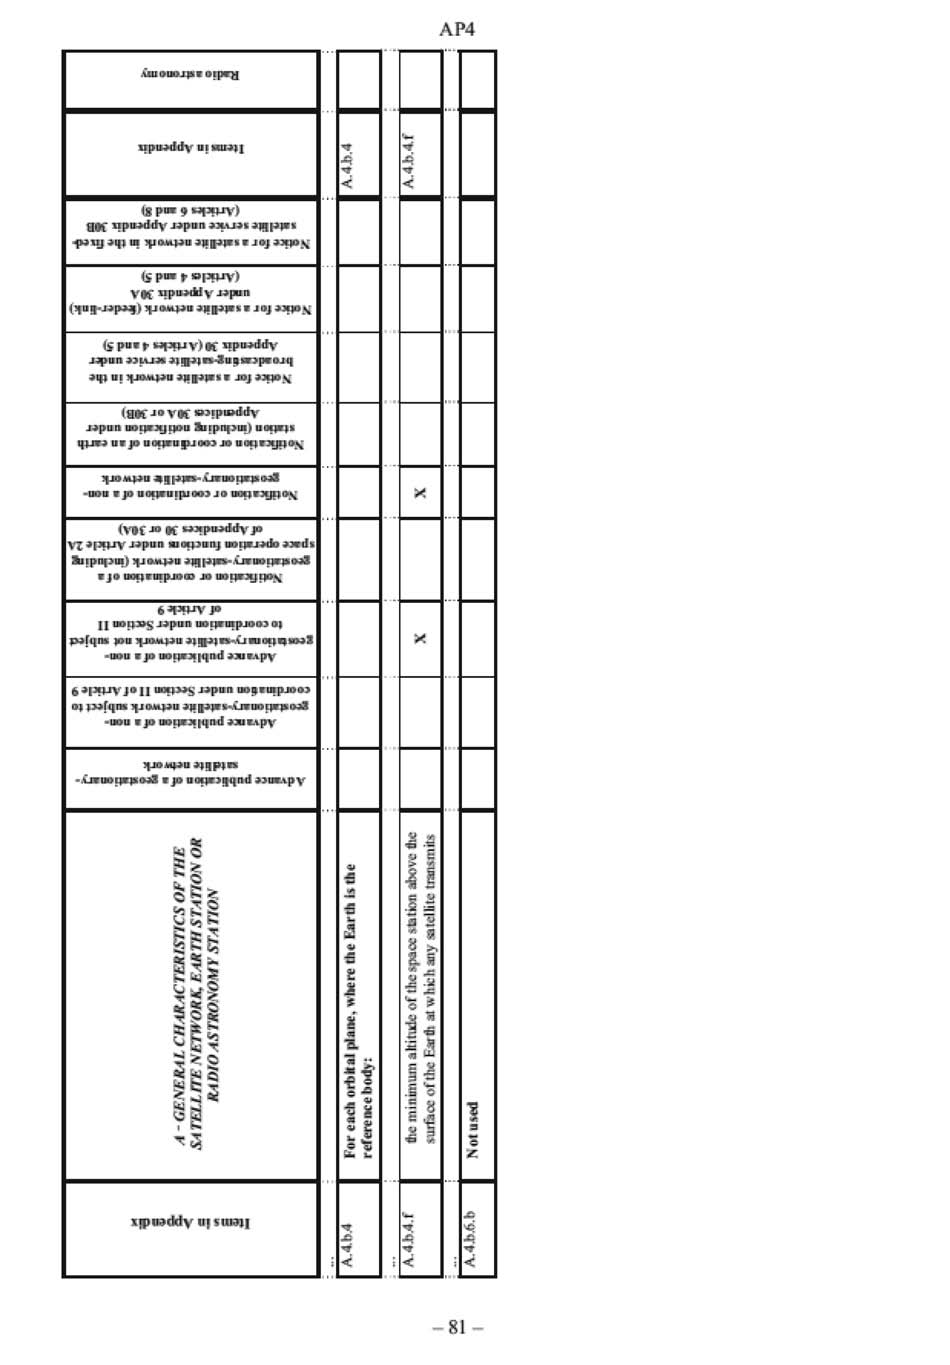 AP4
Items in Appendix
A - GENERAL CHARACTERISTICS OF THE
SATELLITE NETWORK, EARTH STATION OR
RADIO ASTRONOMY STATION
Advance publication of a geostationary-
satellite network
Advance publication of a non-
geostationary-satellite network subject to
coordination under Section II of Article 9
Advance publication of a non-
geostationary-satellite network not subject
to coordination under Section II
of Article 9
Notification or coordination of a
geostationary-satellite network (including
space operation functions under Article 2A
of Appendices 30 or 30A)
Notification or coordination of a non-
geostationary-satellite network
Notification or coordination of an earth
station (including notification under
Appendices 30A or 30B)
Notice for a satellite network in the
broadcasting-satellite service under
Appendix 30 (Articles 4 and 5)
Notice for a satellite network (feeder-link)
under Appendix 30A
(Articles 4 and 5)
Notice for a satellite network in the fixed-
satellite service under Appendix 30B
(Articles 6 and 8)
Items in Appendix
Radio astronomy
...
A.4.b.4
For each orbital plane, where the Earth is the
reference body:
A.4.b.4
...
A.4.b.4.f
the minimum altitude of the space station above the
surface of the Earth at which any satellite transmits
X
X
A.4.b.4.f
...
A.4.b.6.b
Not used
– 81 –